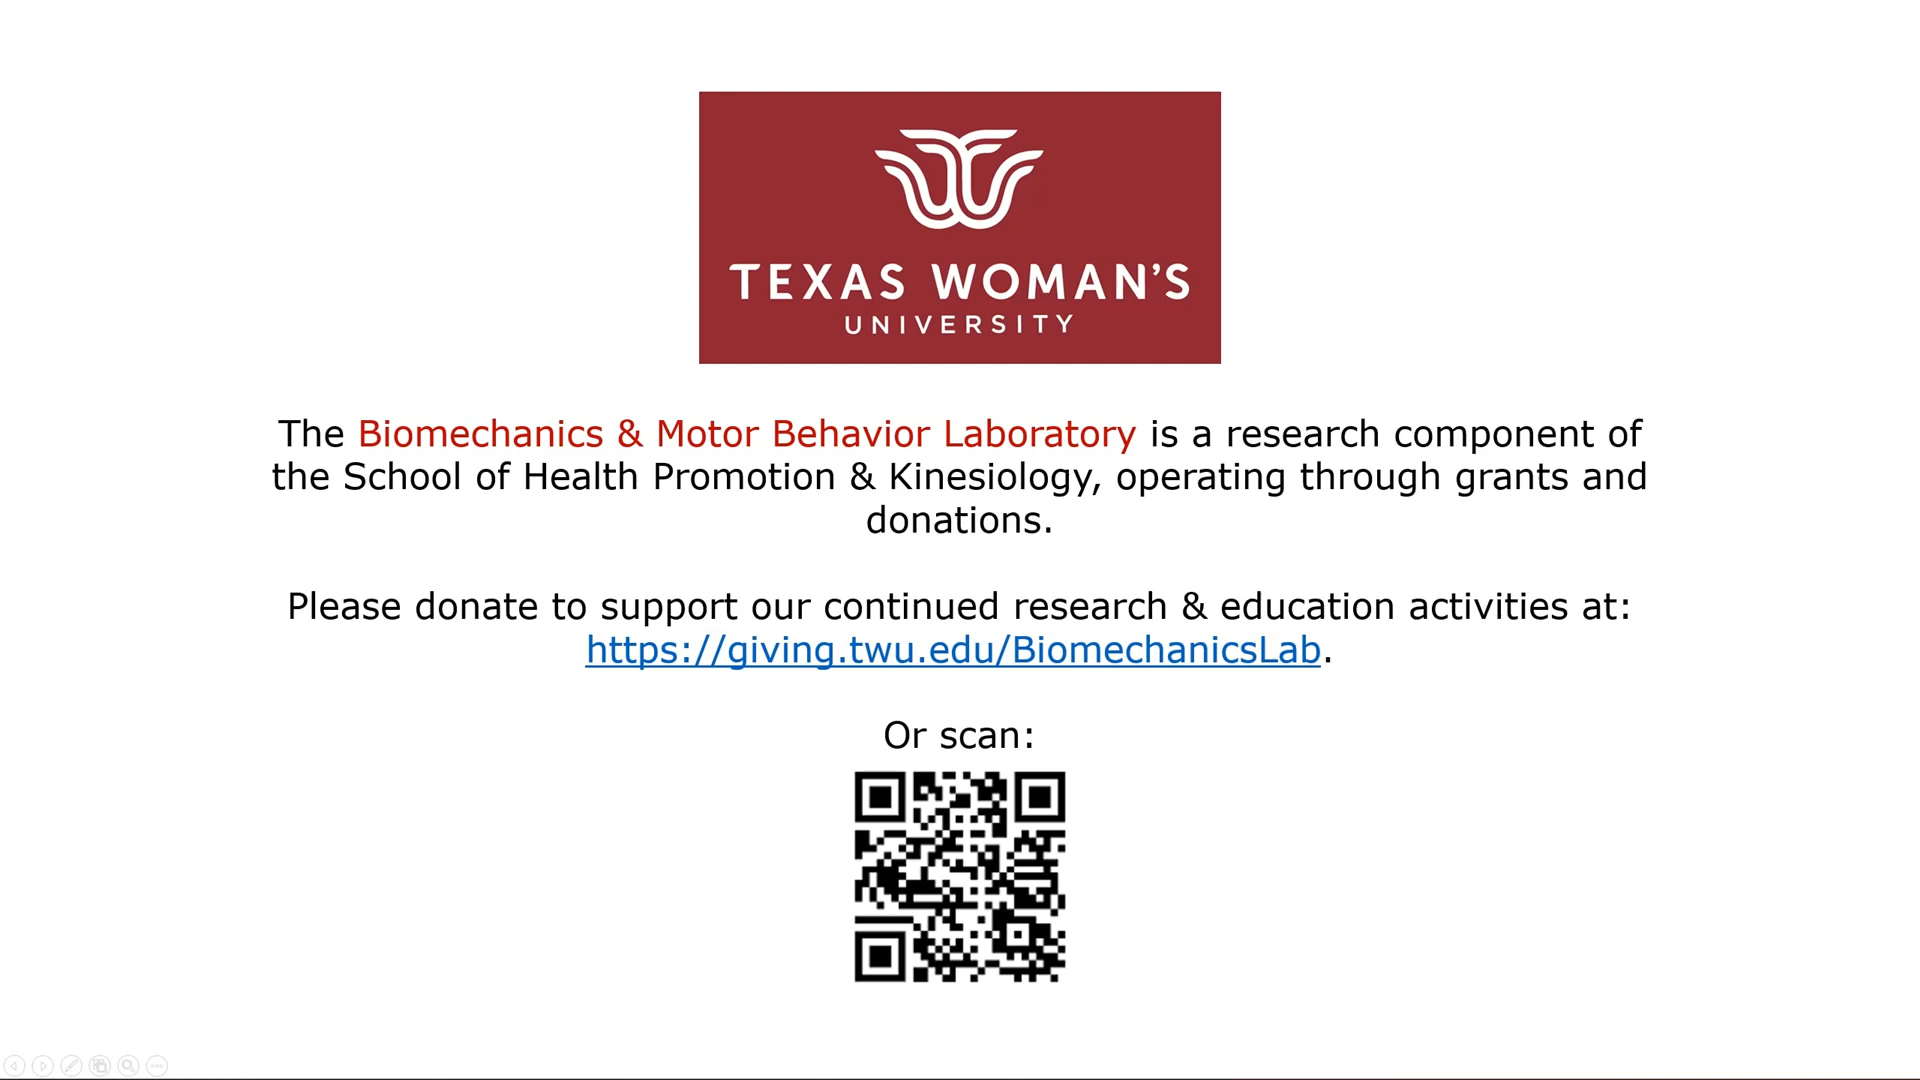 TEXAS WOMAN'S
UNIVERSITY
The Biomechanics & Motor Behavior Laboratory is a research component of
the School of Health Promotion & Kinesiology, operating through grants and
donations.
Please donate to support our continued research & education activities at:
https://giving.twu.edu/BiomechanicsLab.
Or scan: